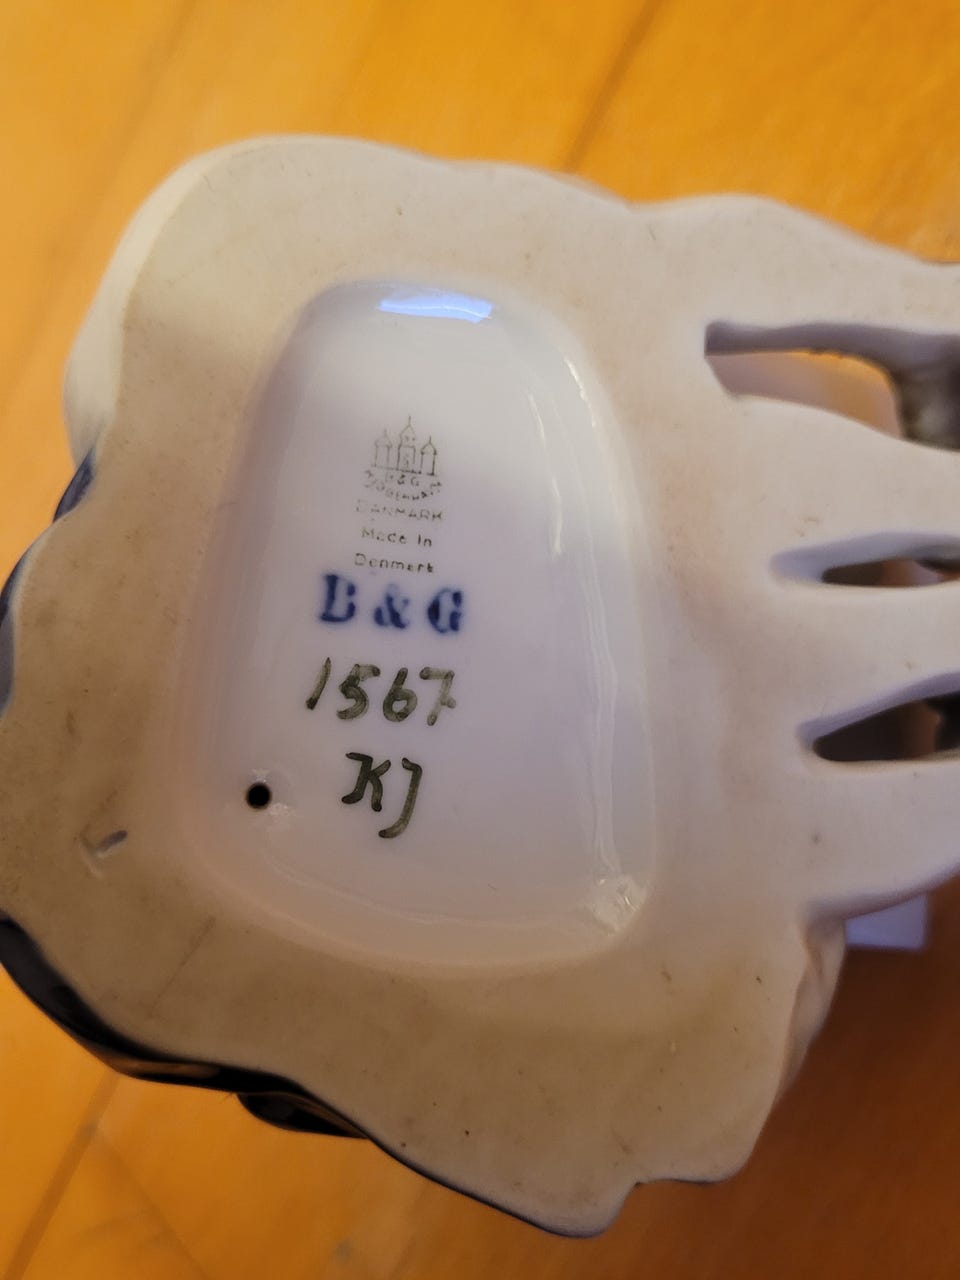 B & G
KJØBENHAVN
DANMARK
Made in
Denmark
B & G
1567
KJ